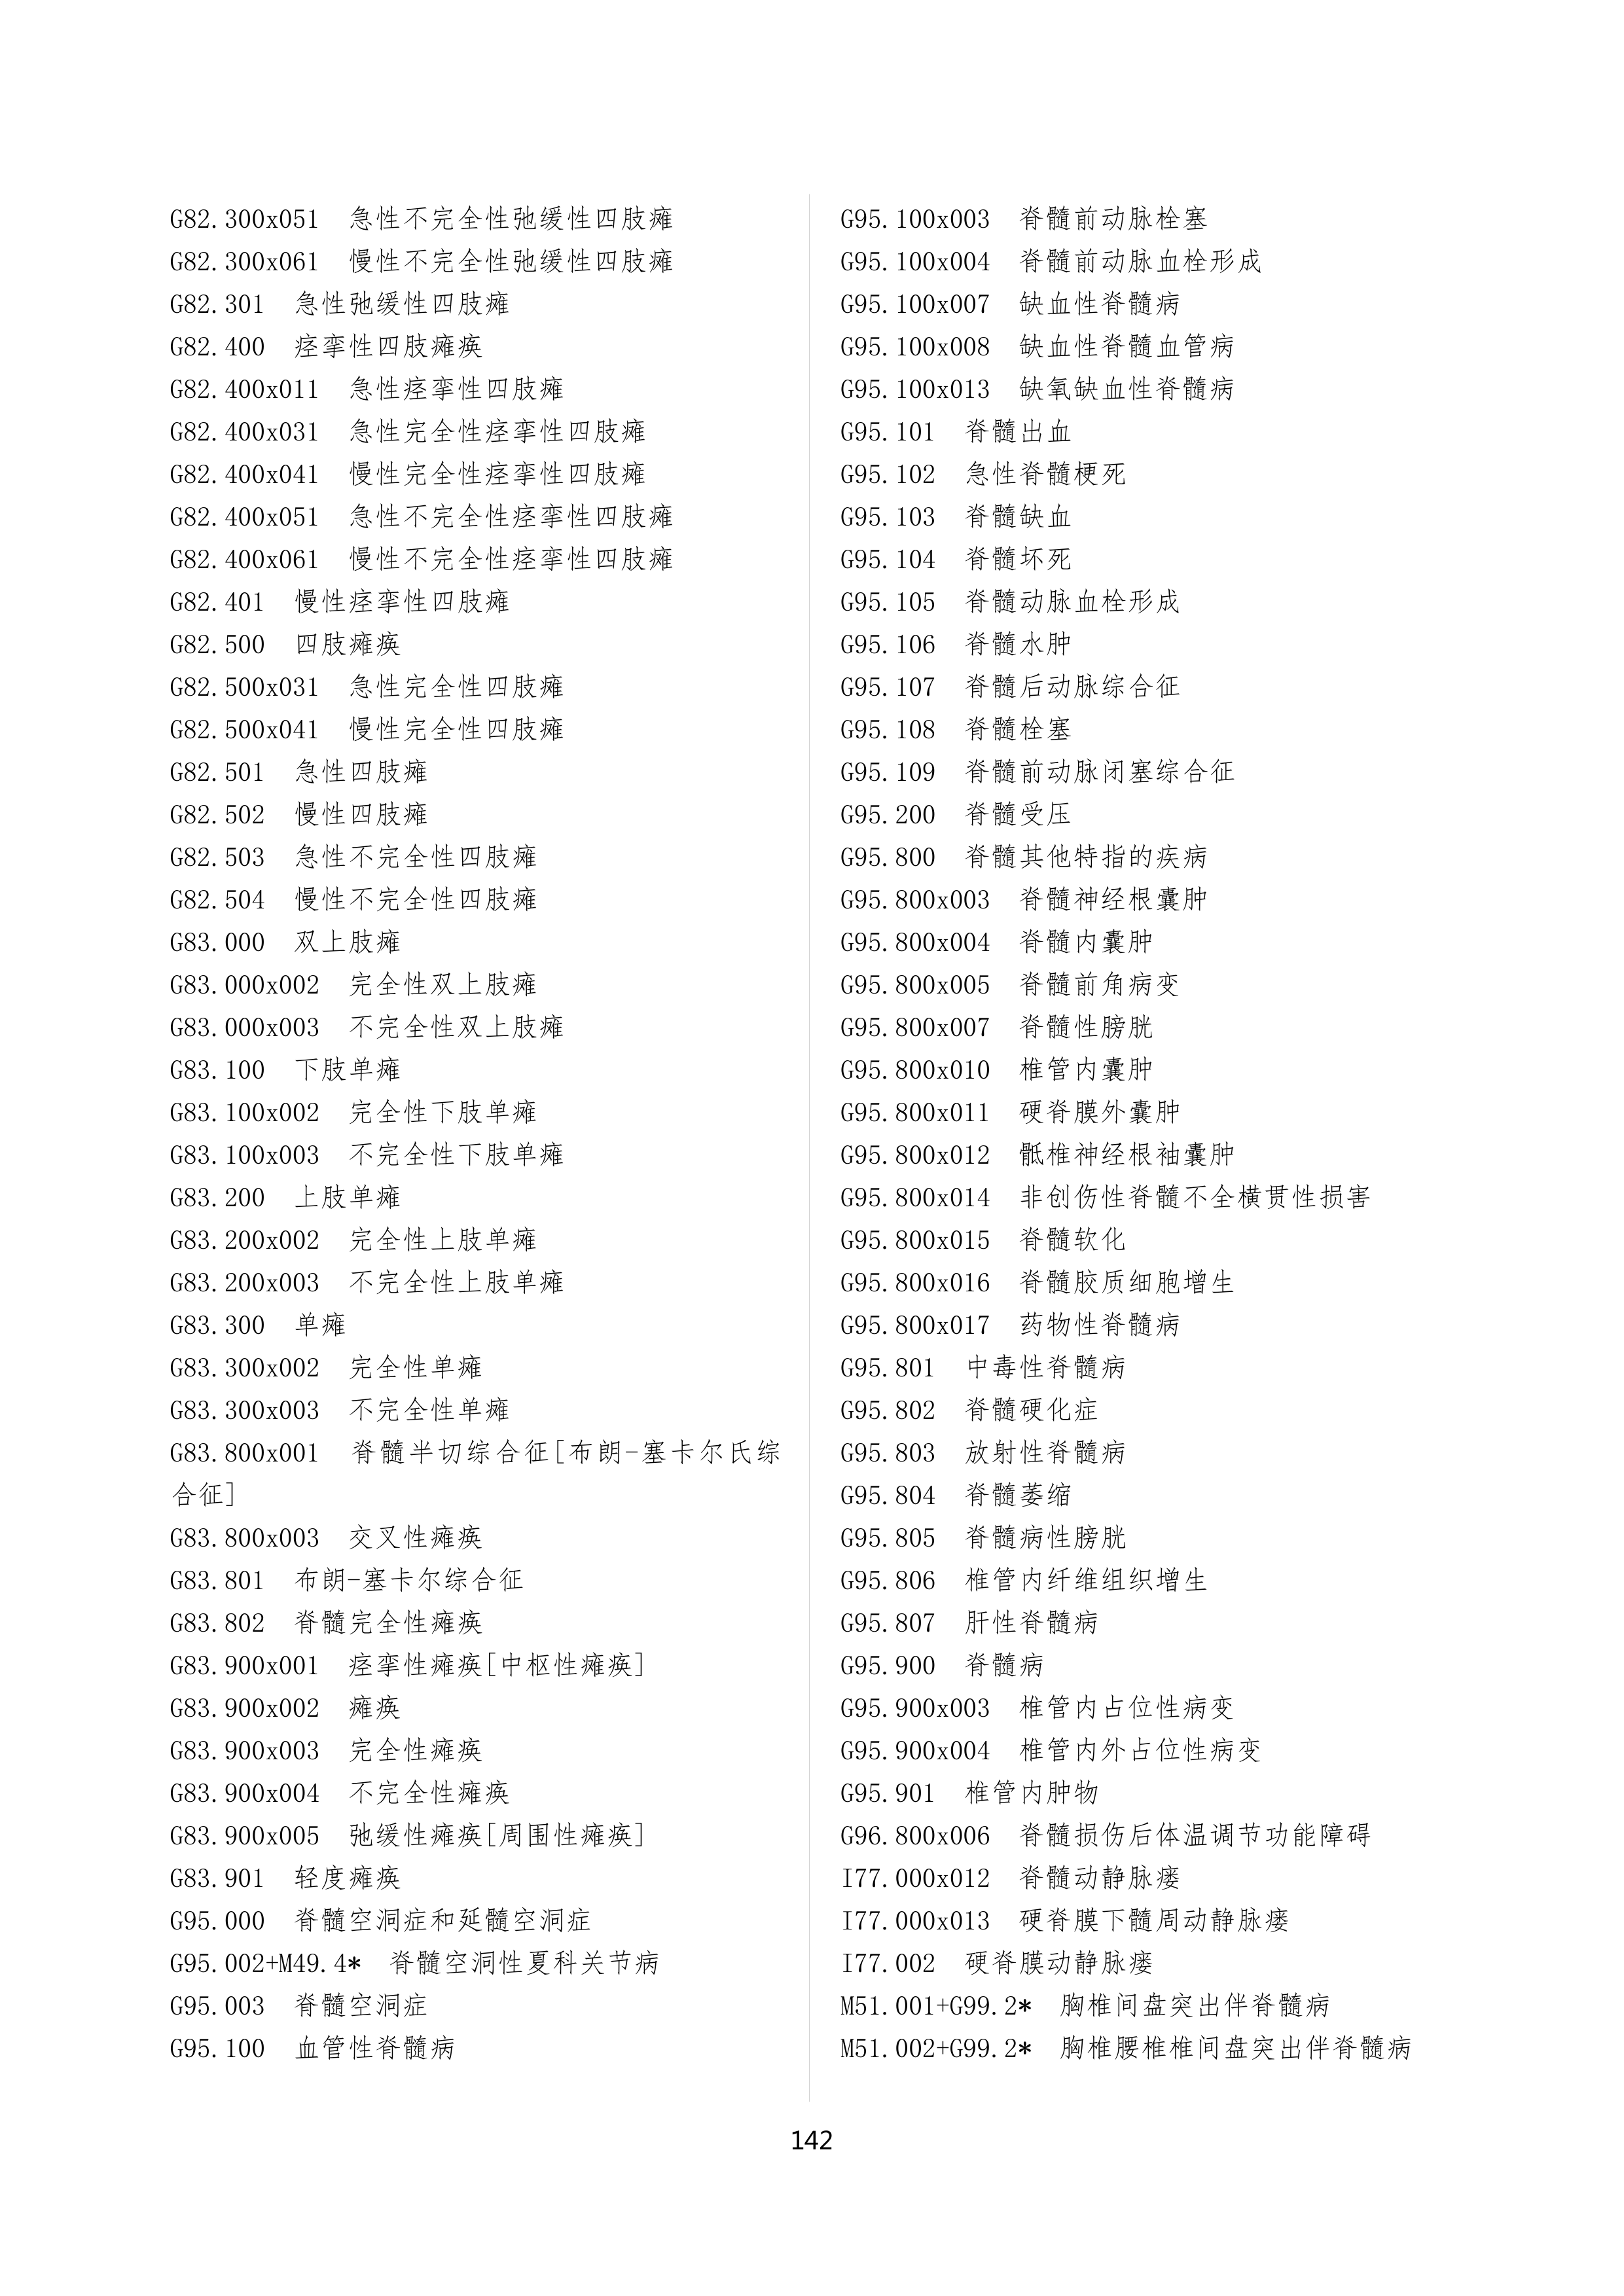 G82.300x051 急性不完全性弛缓性四肢瘫
G82.300x061 慢性不完全性弛缓性四肢瘫
G82.301 急性弛缓性四肢瘫
G82.400 痉挛性四肢瘫痪
G82.400x011 急性痉挛性四肢瘫
G82.400x031 急性完全性痉挛性四肢瘫
G82.400x041 慢性完全性痉挛性四肢瘫
G82.400x051 急性不完全性痉挛性四肢瘫
G82.400x061 慢性不完全性痉挛性四肢瘫
G82.401 慢性痉挛性四肢瘫
G82.500 四肢瘫痪
G82.500x031 急性完全性四肢瘫
G82.500x041 慢性完全性四肢瘫
G82.501 急性四肢瘫
G82.502 慢性四肢瘫
G82.503 急性不完全性四肢瘫
G82.504 慢性不完全性四肢瘫
G83.000 双上肢瘫
G83.000x002 完全性双上肢瘫
G83.000x003 不完全性双上肢瘫
G83.100 下肢单瘫
G83.100x002 完全性下肢单瘫
G83.100x003 不完全性下肢单瘫
G83.200 上肢单瘫
G83.200x002 完全性上肢单瘫
G83.200x003 不完全性上肢单瘫
G83.300 单瘫
G83.300x002 完全性单瘫
G83.300x003 不完全性单瘫
G83.800x001 脊髓半切综合征[布朗-塞卡尔氏综
合征]
G83.800x003 交叉性瘫痪
G83.801 布朗-塞卡尔综合征
G83.802 脊髓完全性瘫痪
G83.900x001 痉挛性瘫痪[中枢性瘫痪]
G83.900x002 瘫痪
G83.900x003 完全性瘫痪
G83.900x004 不完全性瘫痪
G83.900x005 弛缓性瘫痪[周围性瘫痪]
G83.901 轻度瘫痪
G95.000 脊髓空洞症和延髓空洞症
G95.002+M49.4* 脊髓空洞性夏科关节病
G95.003 脊髓空洞症
G95.100 血管性脊髓病
G95.100x003 脊髓前动脉栓塞
G95.100x004 脊髓前动脉血栓形成
G95.100x007 缺血性脊髓病
G95.100x008 缺血性脊髓血管病
G95.100x013 缺氧缺血性脊髓病
G95.101 脊髓出血
G95.102 急性脊髓梗死
G95.103 脊髓缺血
G95.104 脊髓坏死
G95.105 脊髓动脉血栓形成
G95.106 脊髓水肿
G95.107 脊髓后动脉综合征
G95.108 脊髓栓塞
G95.109 脊髓前动脉闭塞综合征
G95.200 脊髓受压
G95.800 脊髓其他特指的疾病
G95.800x003 脊髓神经根囊肿
G95.800x004 脊髓内囊肿
G95.800x005 脊髓前角病变
G95.800x007 脊髓性膀胱
G95.800x010 椎管内囊肿
G95.800x011 硬脊膜外囊肿
G95.800x012 骶椎神经根袖囊肿
G95.800x014 非创伤性脊髓不全横贯性损害
G95.800x015 脊髓软化
G95.800x016 脊髓胶质细胞增生
G95.800x017 药物性脊髓病
G95.801 中毒性脊髓病
G95.802 脊髓硬化症
G95.803 放射性脊髓病
G95.804 脊髓萎缩
G95.805 脊髓病性膀胱
G95.806 椎管内纤维组织增生
G95.807 肝性脊髓病
G95.900 脊髓病
G95.900x003 椎管内占位性病变
G95.900x004 椎管内外占位性病变
G95.901 椎管内肿物
G96.800x006 脊髓损伤后体温调节功能障碍
I77.000x012 脊髓动静脉瘘
I77.000x013 硬脊膜下髓周动静脉瘘
I77.002 硬脊膜动静脉瘘
M51.001+G99.2* 胸椎间盘突出伴脊髓病
M51.002+G99.2* 胸椎腰椎椎间盘突出伴脊髓病
142